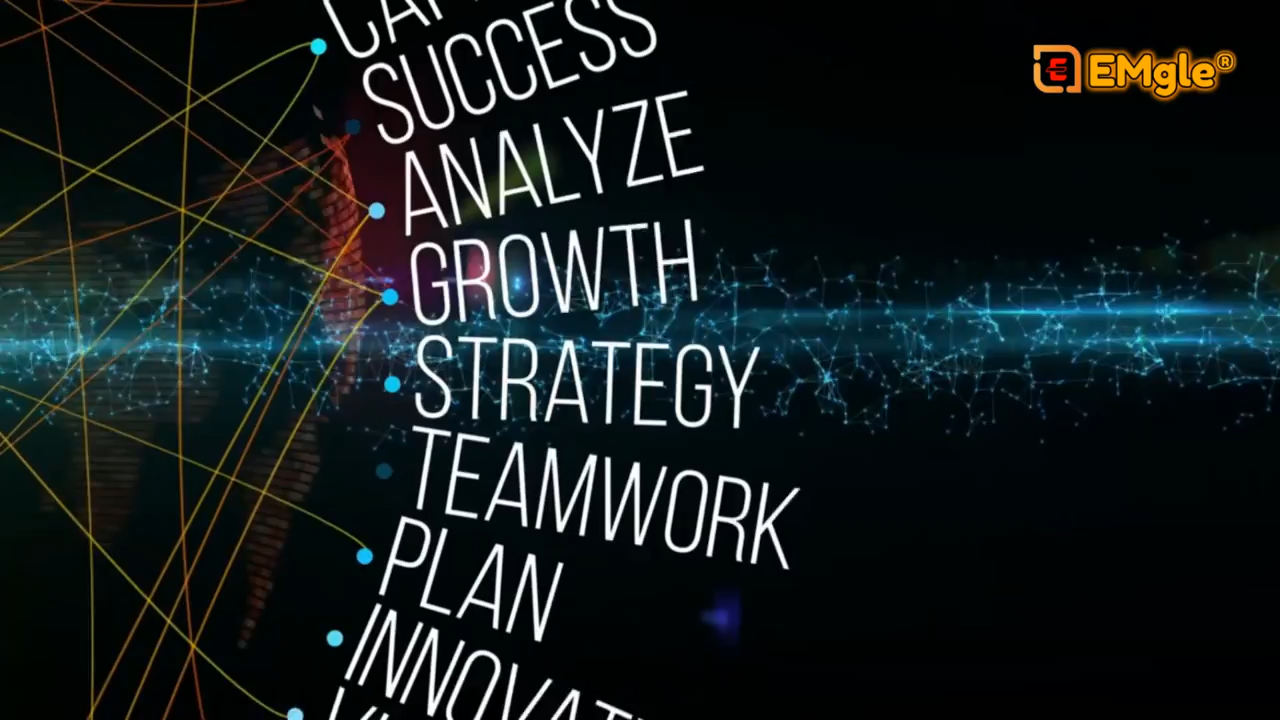 SUCCESS
ANALYZE
GROWTH
STRATEGY
TEAMWORK
PLAN
EMgle®